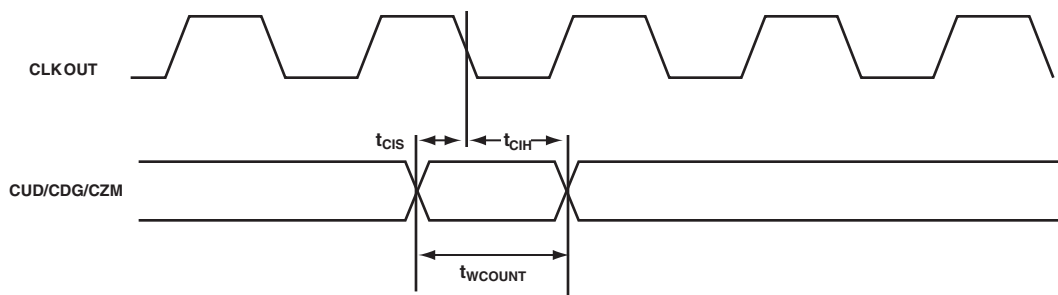 CLKOUT
tCIS
tCIH
CUD/CDG/CZM
tWCOUNT